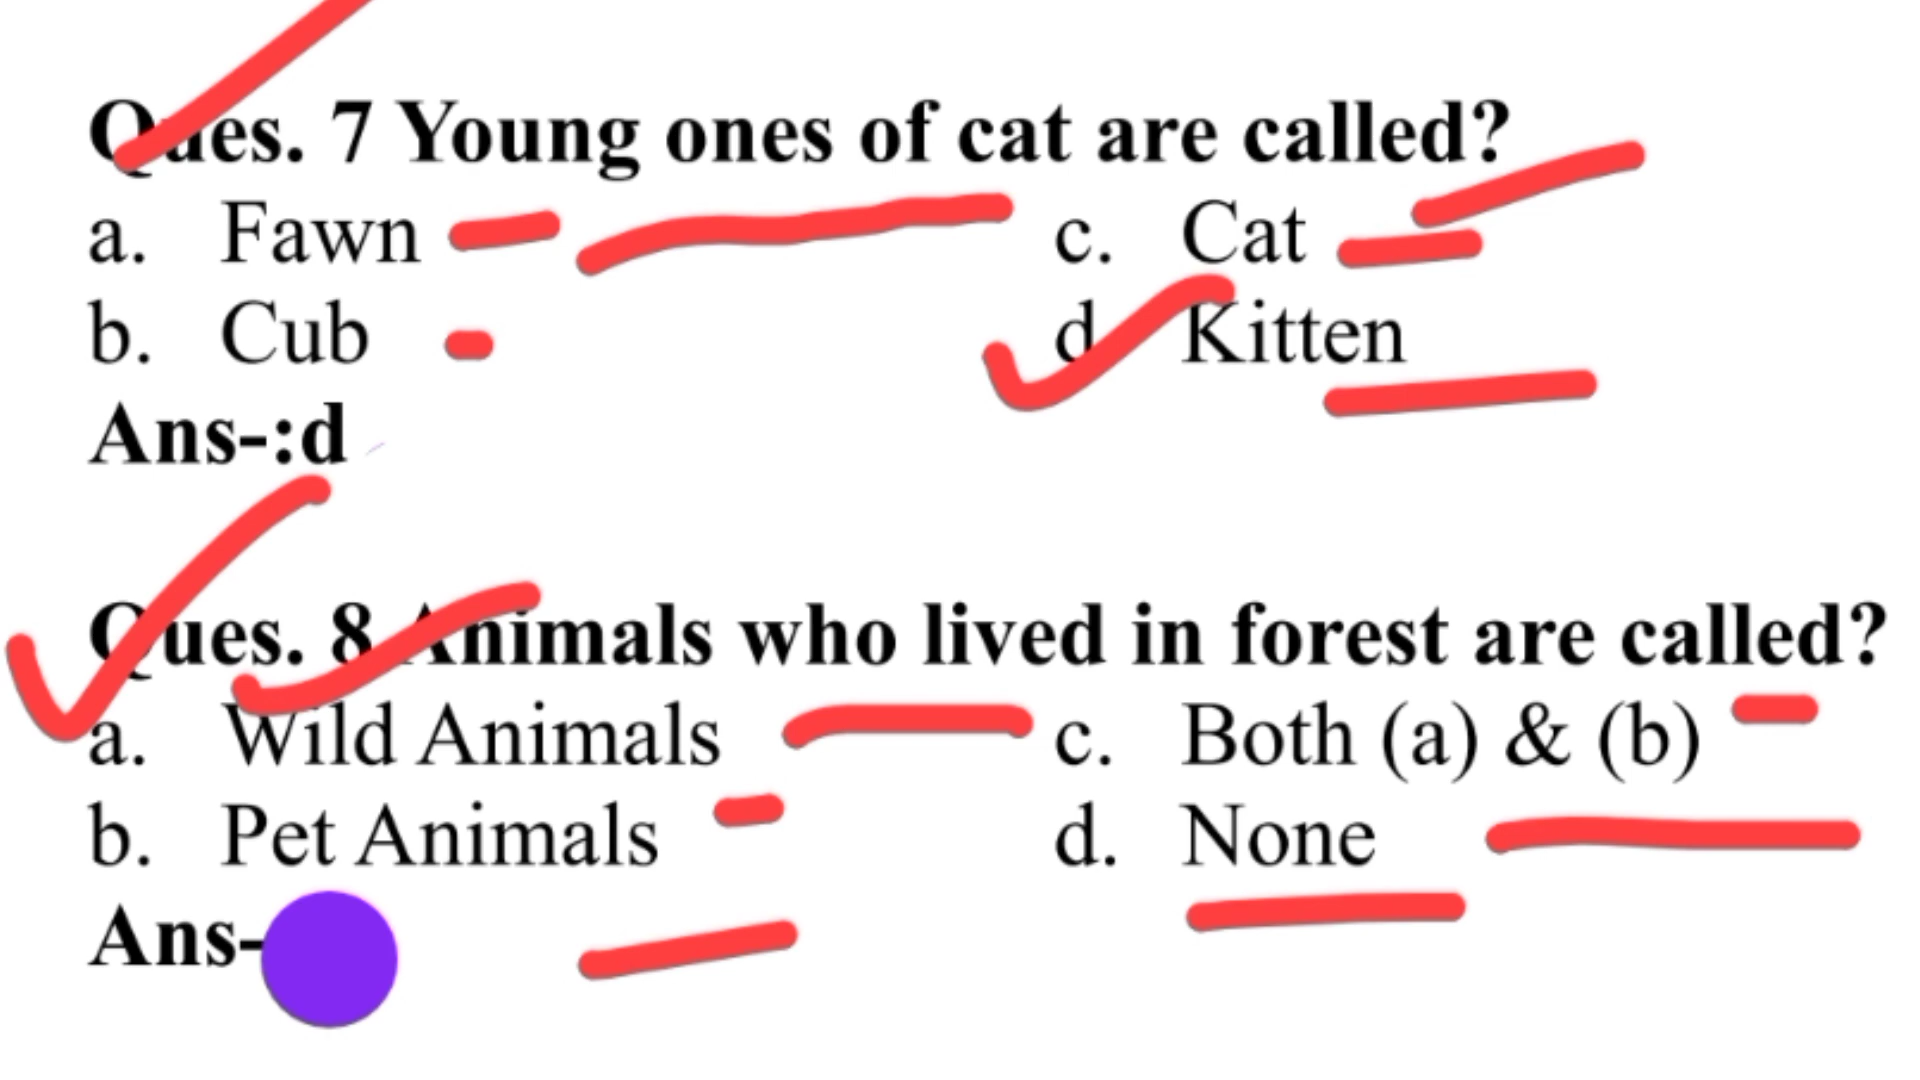 Ques. 7 Young ones of cat are called?
a. Fawn c. Cat
b. Cub d. Kitten
Ans-:d
Ques. 8 Animals who lived in forest are called?
a. Wild Animals c. Both (a) & (b)
b. Pet Animals d. None
Ans-